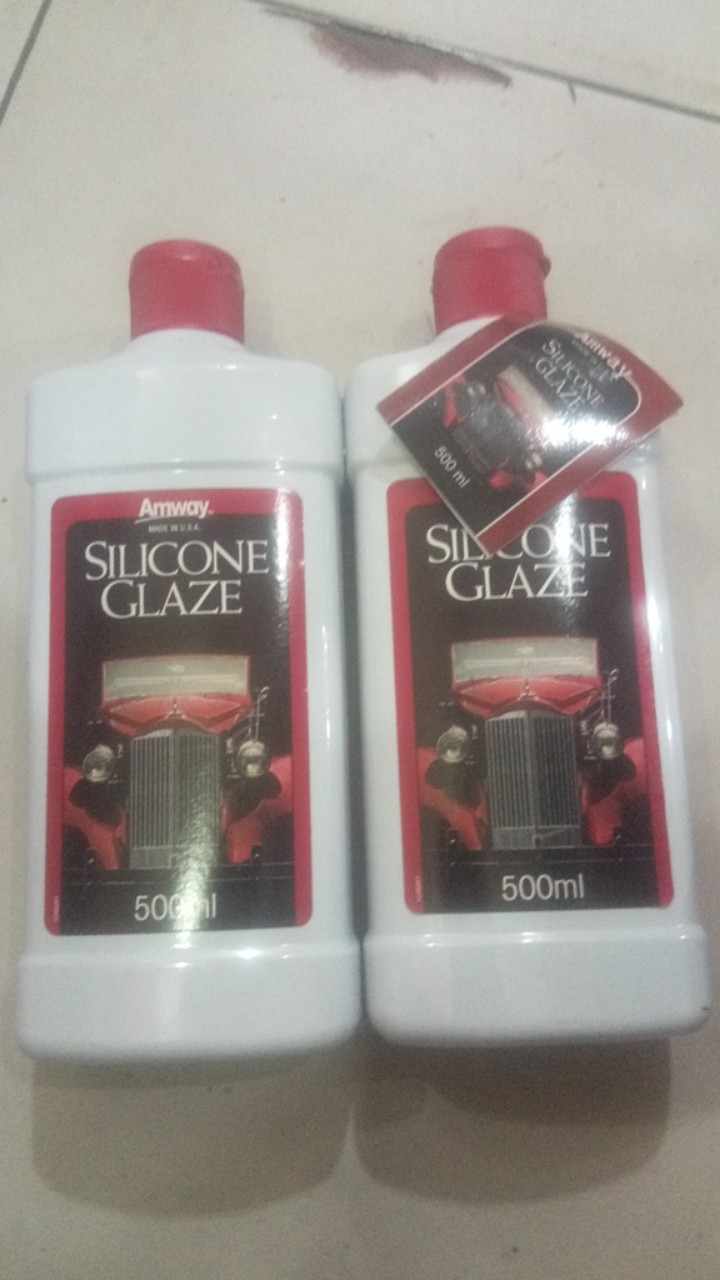 Amway
MADE IN U.S.A.
SILICONE
GLAZE
500ml
Amway
SILICONE
GLAZE
500 ml
SILICONE
GLAZE
500ml